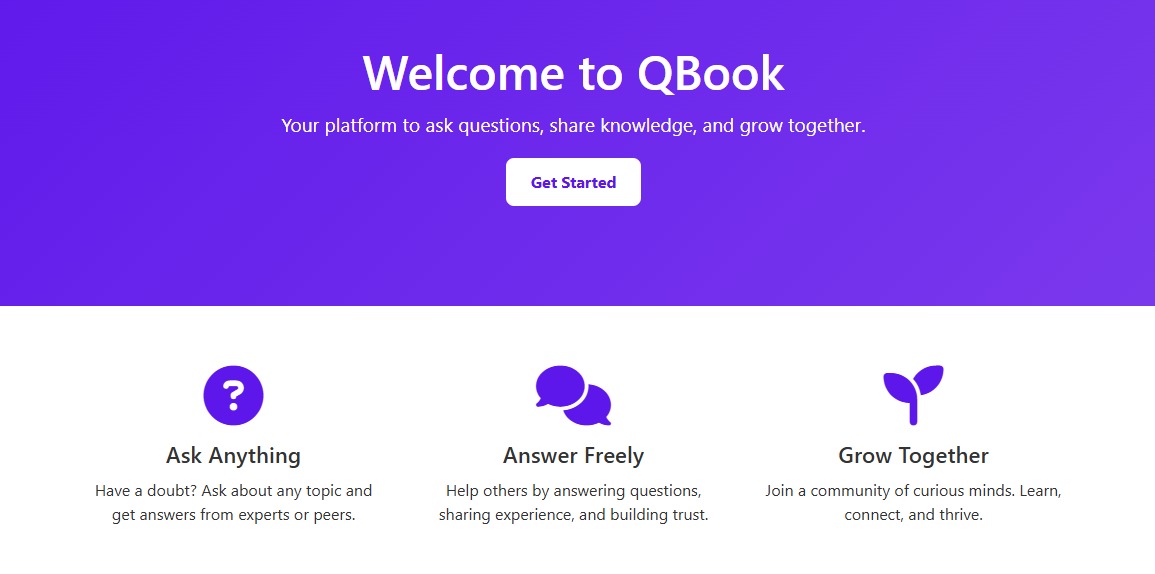 Welcome to QBook
Your platform to ask questions, share knowledge, and grow together.
Get Started
Ask Anything
Have a doubt? Ask about any topic and
get answers from experts or peers.
Answer Freely
Help others by answering questions,
sharing experience, and building trust.
Grow Together
Join a community of curious minds. Learn,
connect, and thrive.